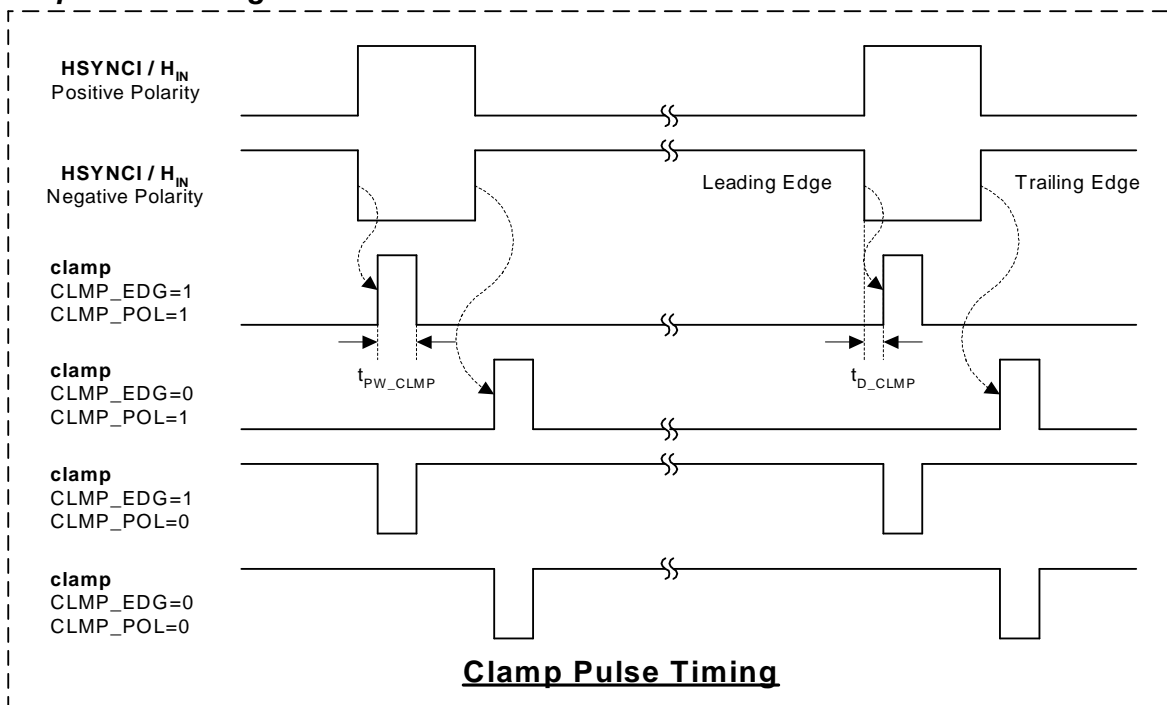 HSYNCI / HIN
Positive Polarity
HSYNCI / HIN
Negative Polarity
Leading Edge
Trailing Edge
clamp
CLMP_EDG=1
CLMP_POL=1
tPW_CLMP
tD_CLMP
clamp
CLMP_EDG=0
CLMP_POL=1
clamp
CLMP_EDG=1
CLMP_POL=0
clamp
CLMP_EDG=0
CLMP_POL=0
Clamp Pulse Timing